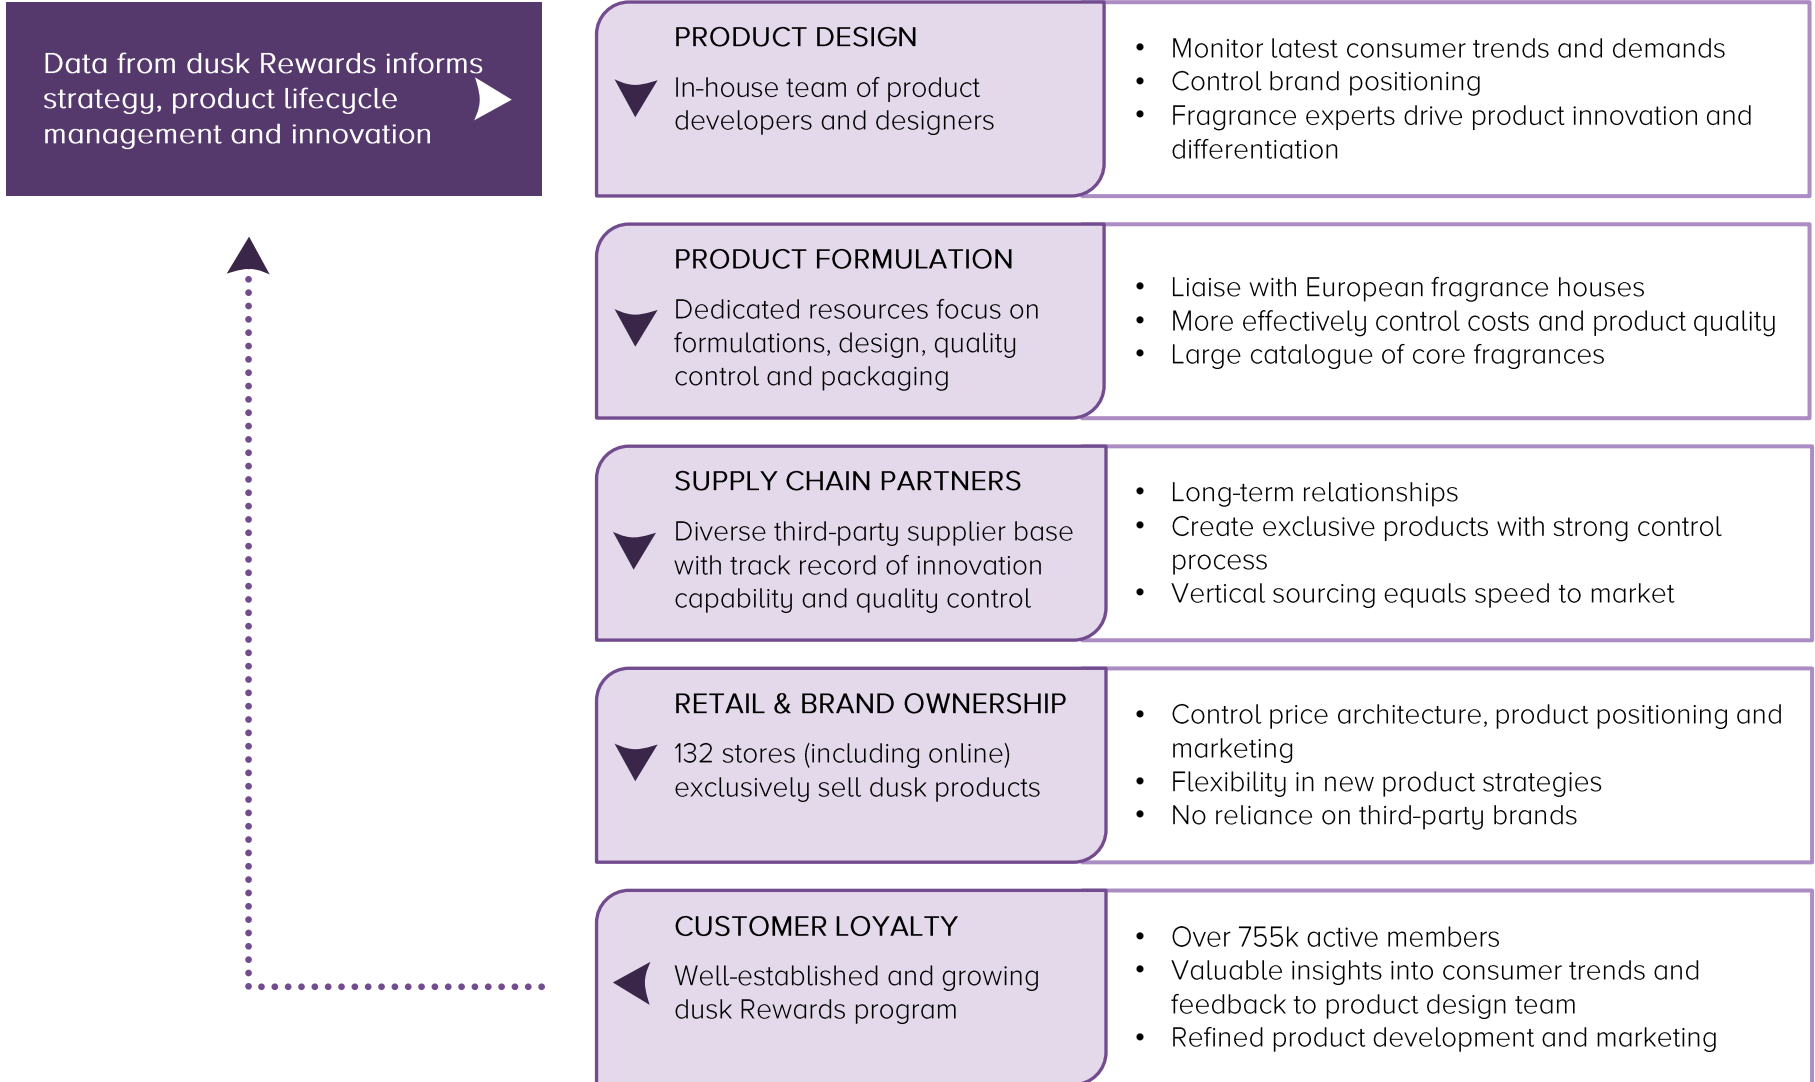 Data from dusk Rewards informs
strategy, product lifecycle
management and innovation
PRODUCT DESIGN
In-house team of product
developers and designers
• Monitor latest consumer trends and demands
• Control brand positioning
• Fragrance experts drive product innovation and
differentiation
PRODUCT FORMULATION
Dedicated resources focus on
formulations, design, quality
control and packaging
• Liaise with European fragrance houses
• More effectively control costs and product quality
• Large catalogue of core fragrances
SUPPLY CHAIN PARTNERS
Diverse third-party supplier base
with track record of innovation
capability and quality control
• Long-term relationships
• Create exclusive products with strong control
process
• Vertical sourcing equals speed to market
RETAIL & BRAND OWNERSHIP
132 stores (including online)
exclusively sell dusk products
• Control price architecture, product positioning and
marketing
• Flexibility in new product strategies
• No reliance on third-party brands
CUSTOMER LOYALTY
Well-established and growing
dusk Rewards program
• Over 755k active members
• Valuable insights into consumer trends and
feedback to product design team
• Refined product development and marketing